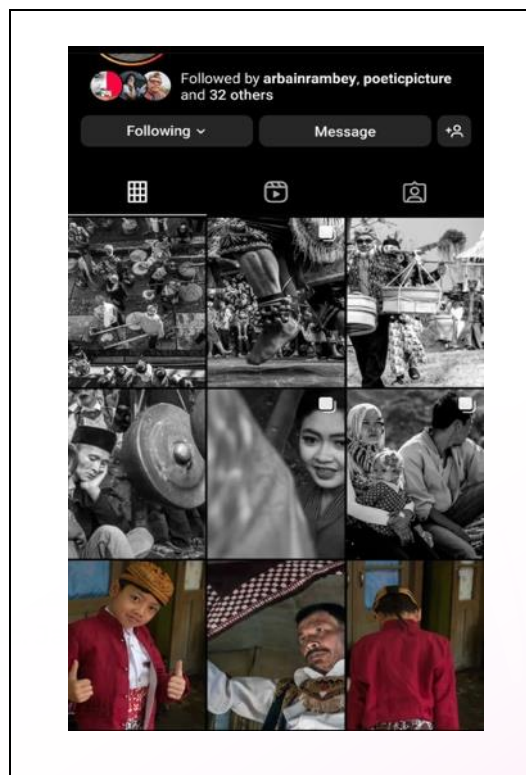 Followed by arbainrambey, poeticpicture
and 32 others
Following
Message